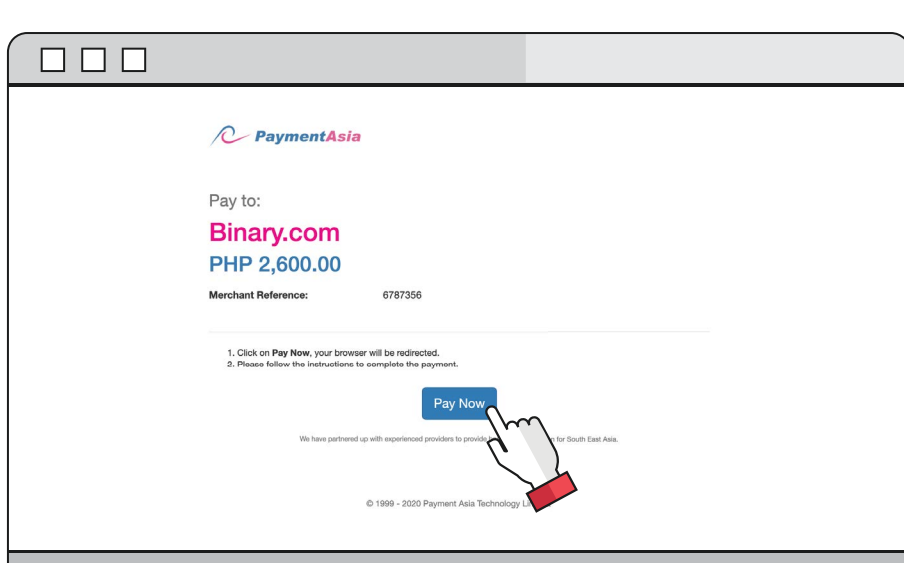 PaymentAsia
Pay to:
Binary.com
PHP 2,600.00
Merchant Reference: 6787356
1. Click on Pay Now, your browser will be redirected.
2. Please follow the instructions to complete the payment.
Pay Now
We have partnered up with experienced providers to provide for South East Asia.
© 1999 - 2020 Payment Asia Technology